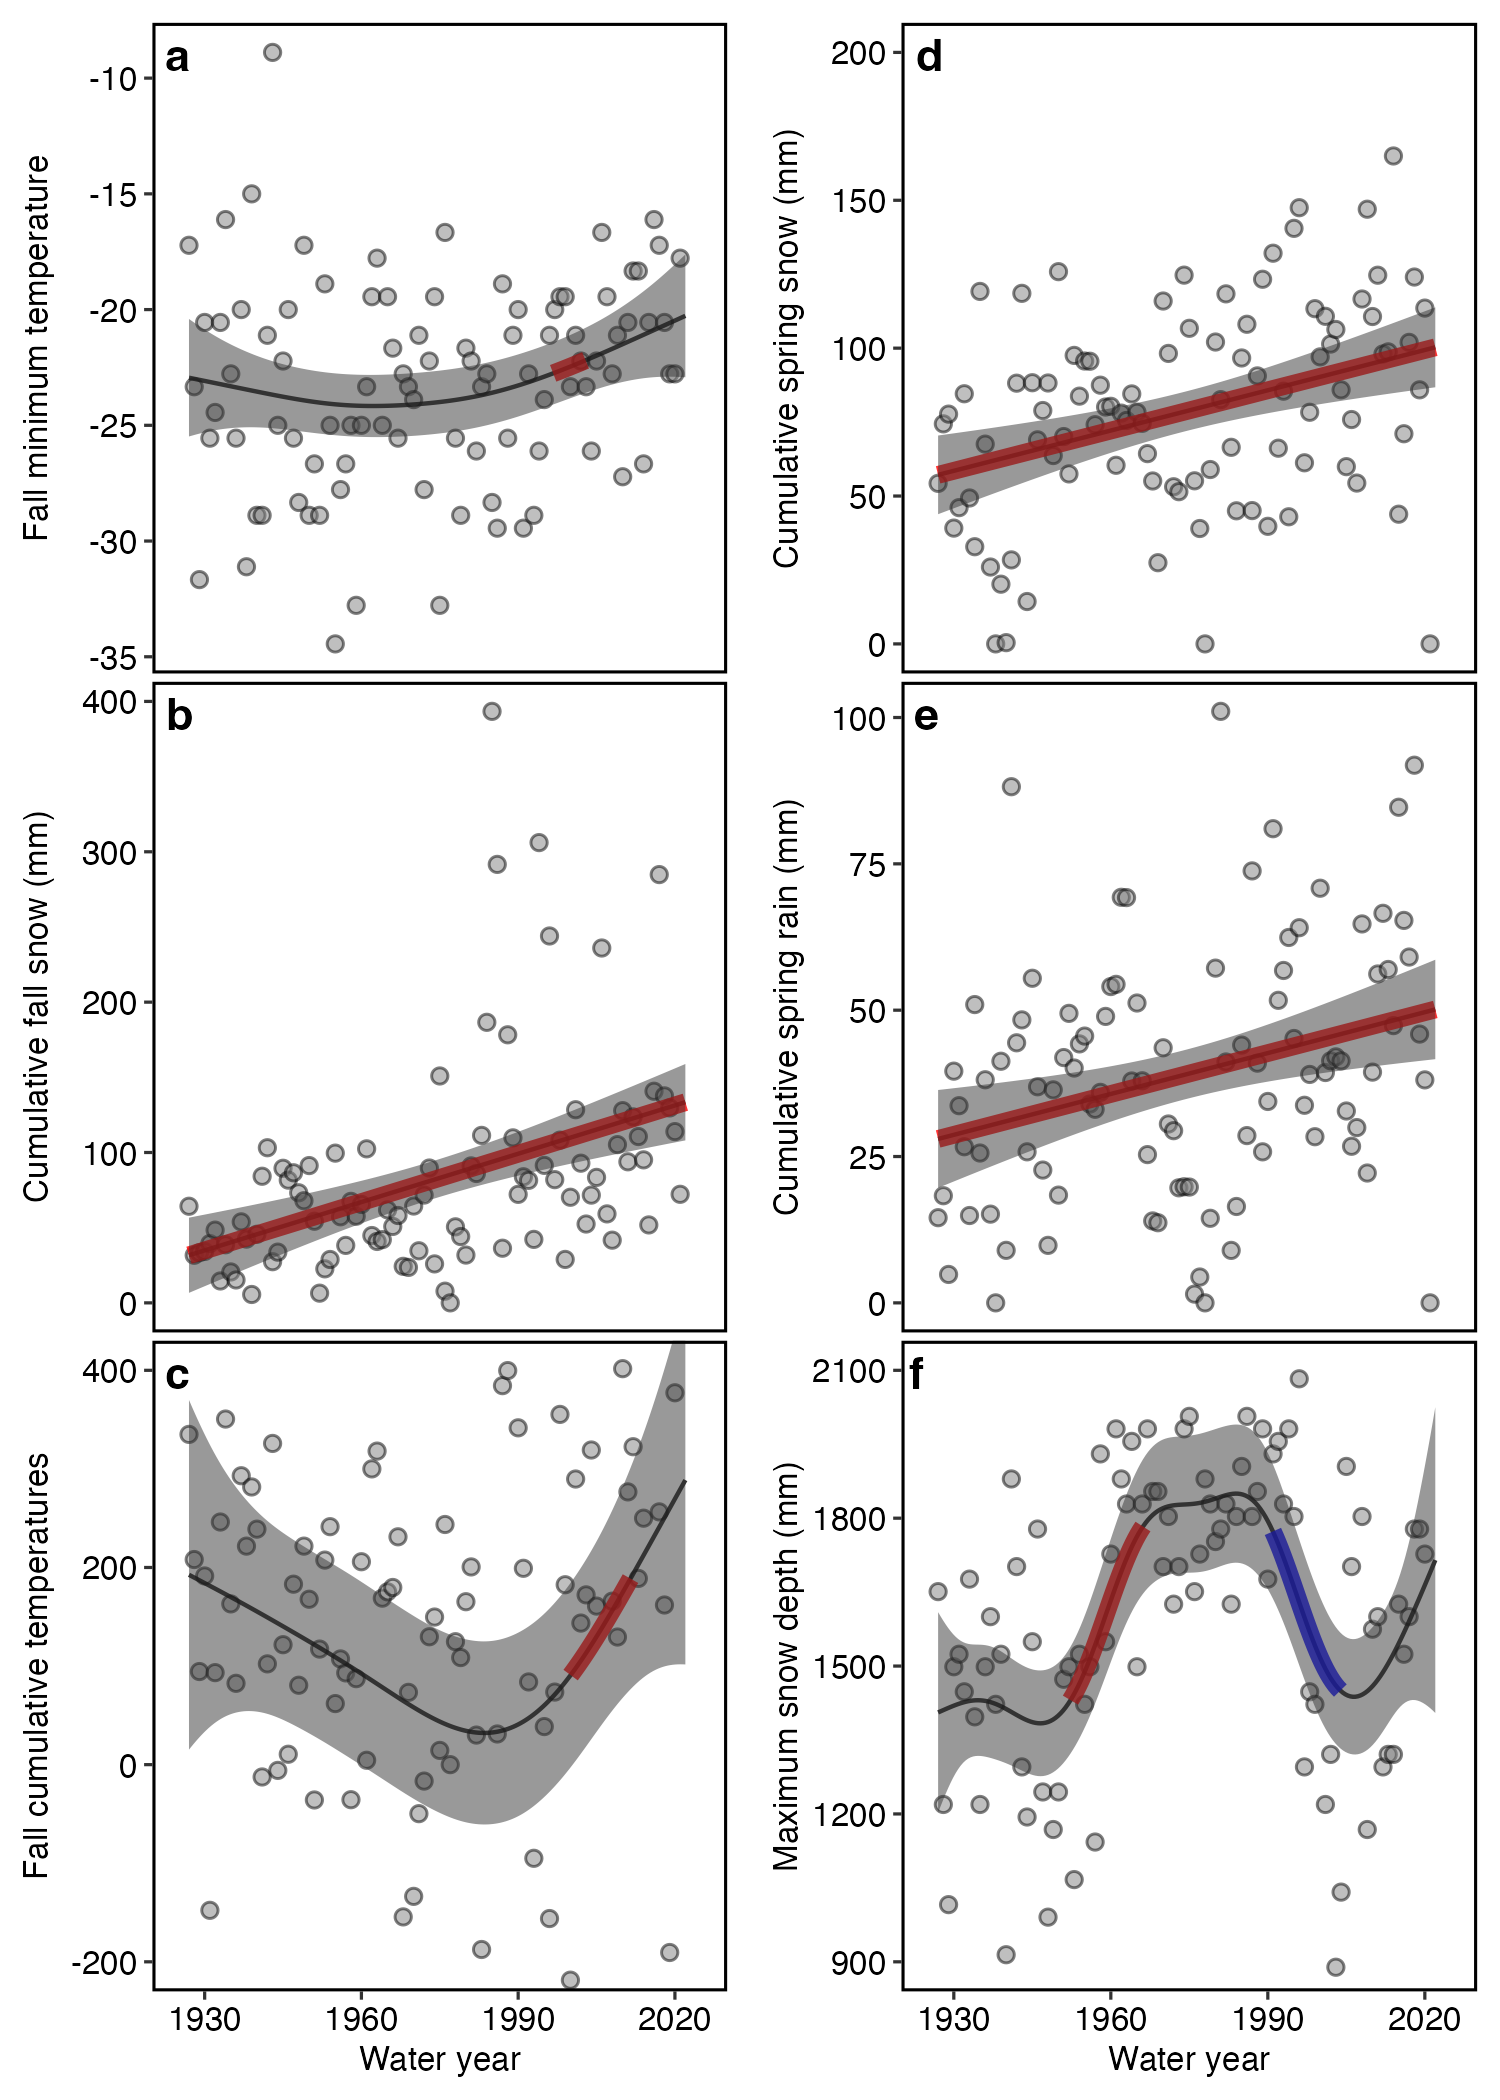 a
-10
-15
-20
-25
-30
-35
Fall minimum temperature
d
200
150
100
50
0
Cumulative spring snow (mm)
b
400
300
200
100
0
Cumulative fall snow (mm)
e
100
75
50
25
0
Cumulative spring rain (mm)
c
400
200
0
-200
Fall cumulative temperatures
1930 1960 1990 2020
Water year
f
2100
1800
1500
1200
900
Maximum snow depth (mm)
1930 1960 1990 2020
Water year